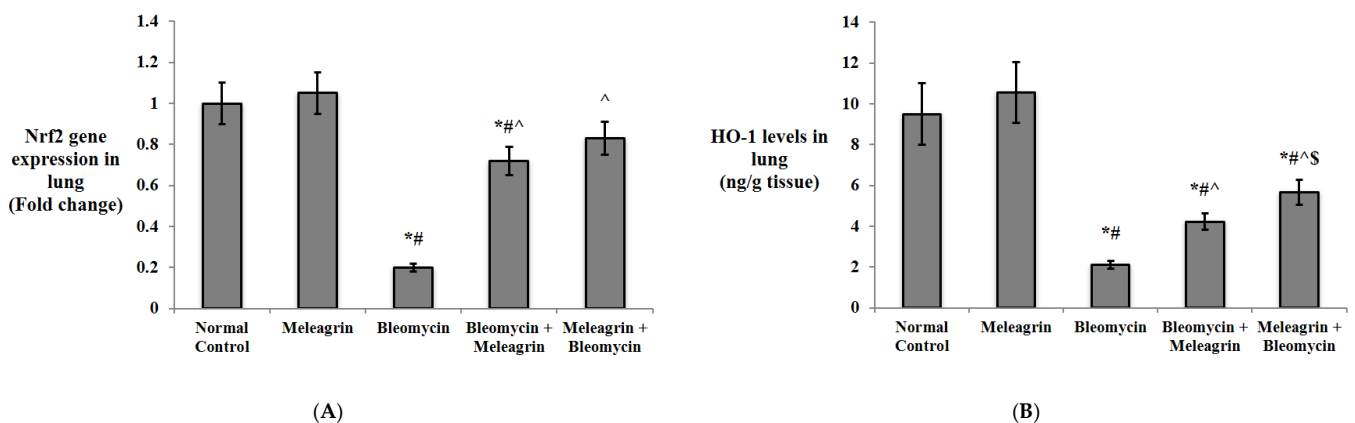 1.4
1.2
1
0.8
0.6
0.4
0.2
0
Nrf2 gene
expression in
lung
(Fold change)
*#
*#^
^
Normal
Control
Meleagrin
Bleomycin
Bleomycin +
Meleagrin
Meleagrin +
Bleomycin
(A)
14
12
10
8
6
4
2
0
HO-1 levels in
lung
(ng/g tissue)
*#
*#^
*#^$
Normal
Control
Meleagrin
Bleomycin
Bleomycin +
Meleagrin
Meleagrin +
Bleomycin
(B)